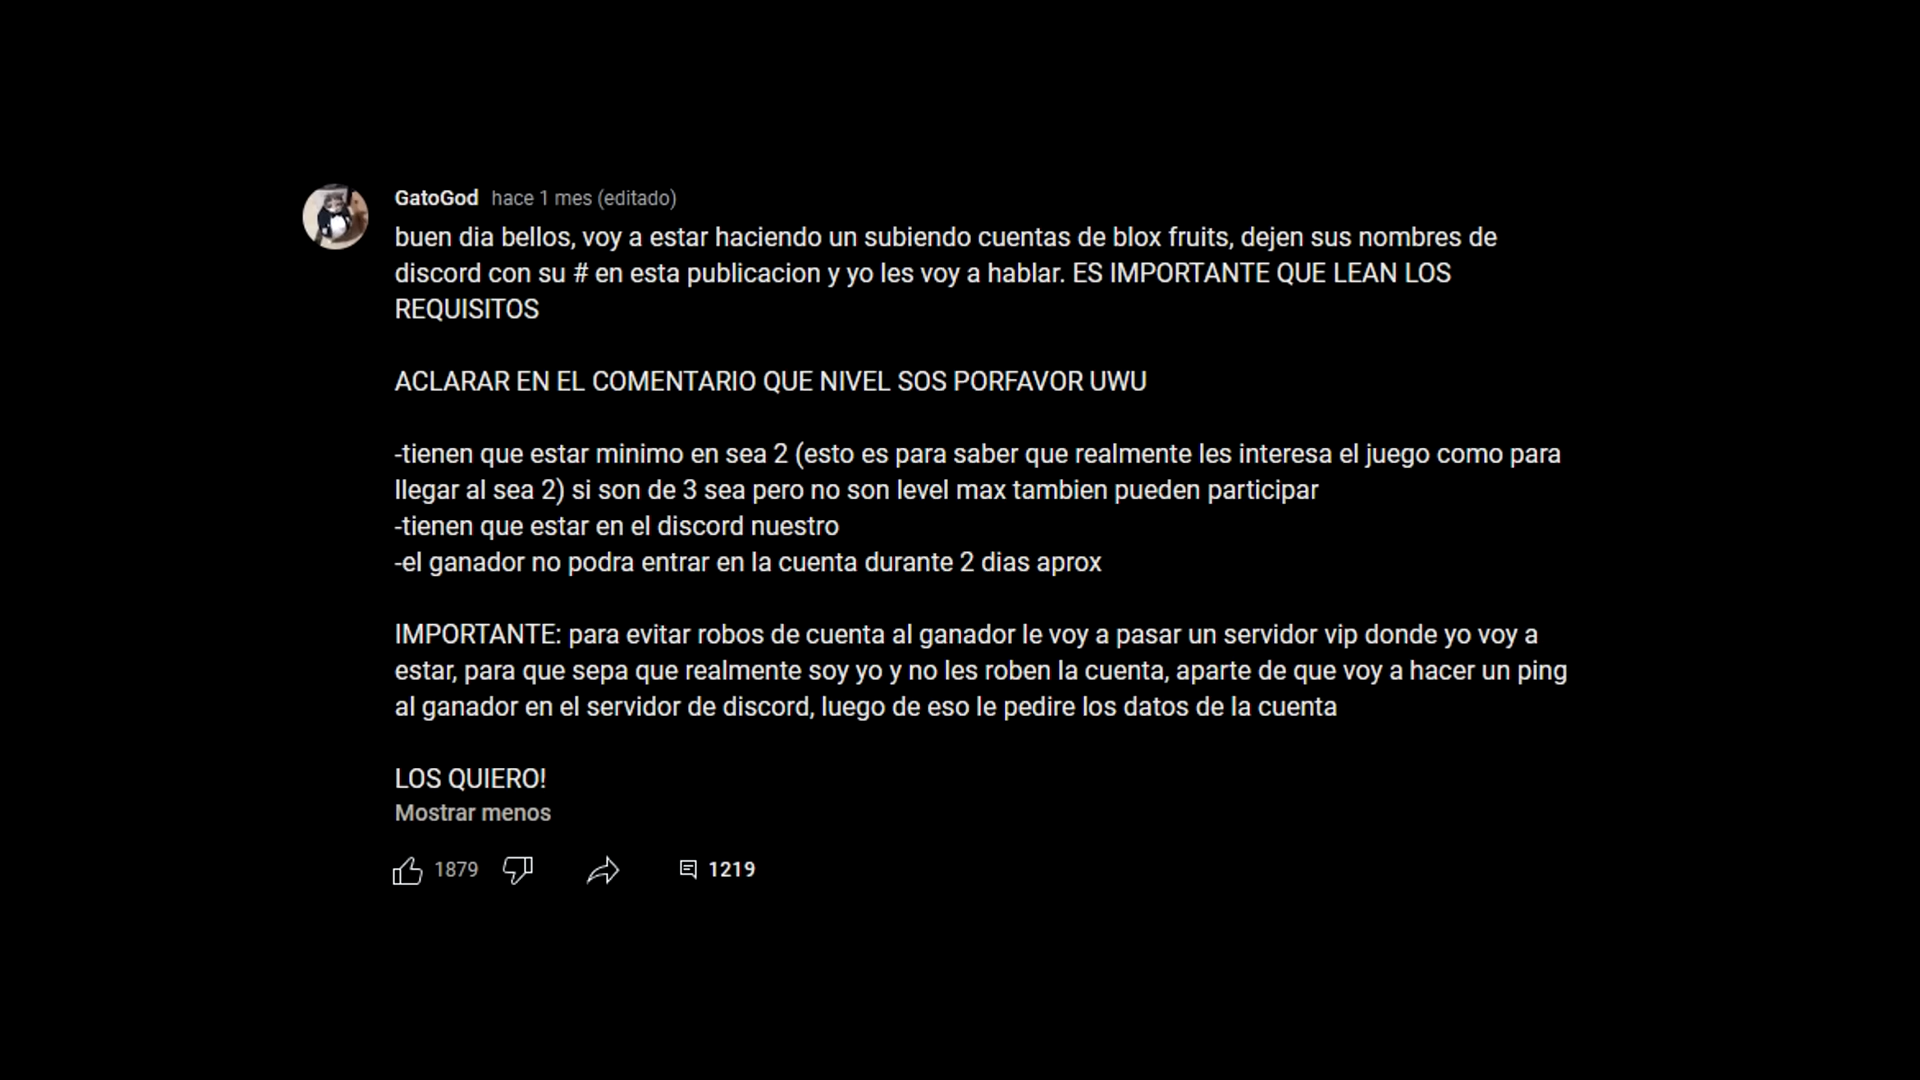 GatoGod hace 1 mes (editado)
buen dia bellos, voy a estar haciendo un subiendo cuentas de blox fruits, dejen sus nombres de
discord con su # en esta publicacion y yo les voy a hablar. ES IMPORTANTE QUE LEAN LOS
REQUISITOS
ACLARAR EN EL COMENTARIO QUE NIVEL SOS PORFAVOR UWU
-tienen que estar minimo en sea 2 (esto es para saber que realmente les interesa el juego como para
llegar al sea 2) si son de 3 sea pero no son level max tambien pueden participar
-tienen que estar en el discord nuestro
-el ganador no podra entrar en la cuenta durante 2 dias aprox
IMPORTANTE: para evitar robos de cuenta al ganador le voy a pasar un servidor vip donde yo voy a
estar, para que sepa que realmente soy yo y no les roben la cuenta, aparte de que voy a hacer un ping
al ganador en el servidor de discord, luego de eso le pedire los datos de la cuenta
LOS QUIERO!
Mostrar menos
1879 1219